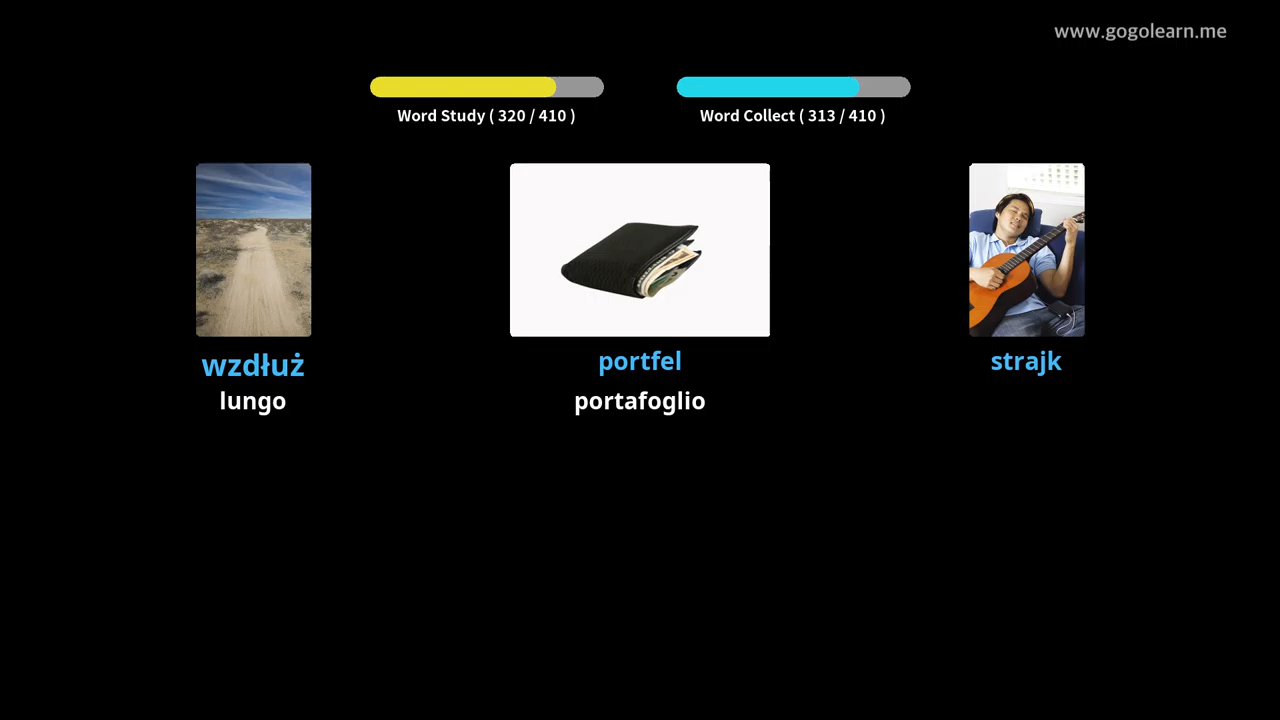 www.gogolearn.me
Word Study ( 320 / 410 )
Word Collect ( 313 / 410 )
wzdłuż
lungo
portfel
portafoglio
strajk